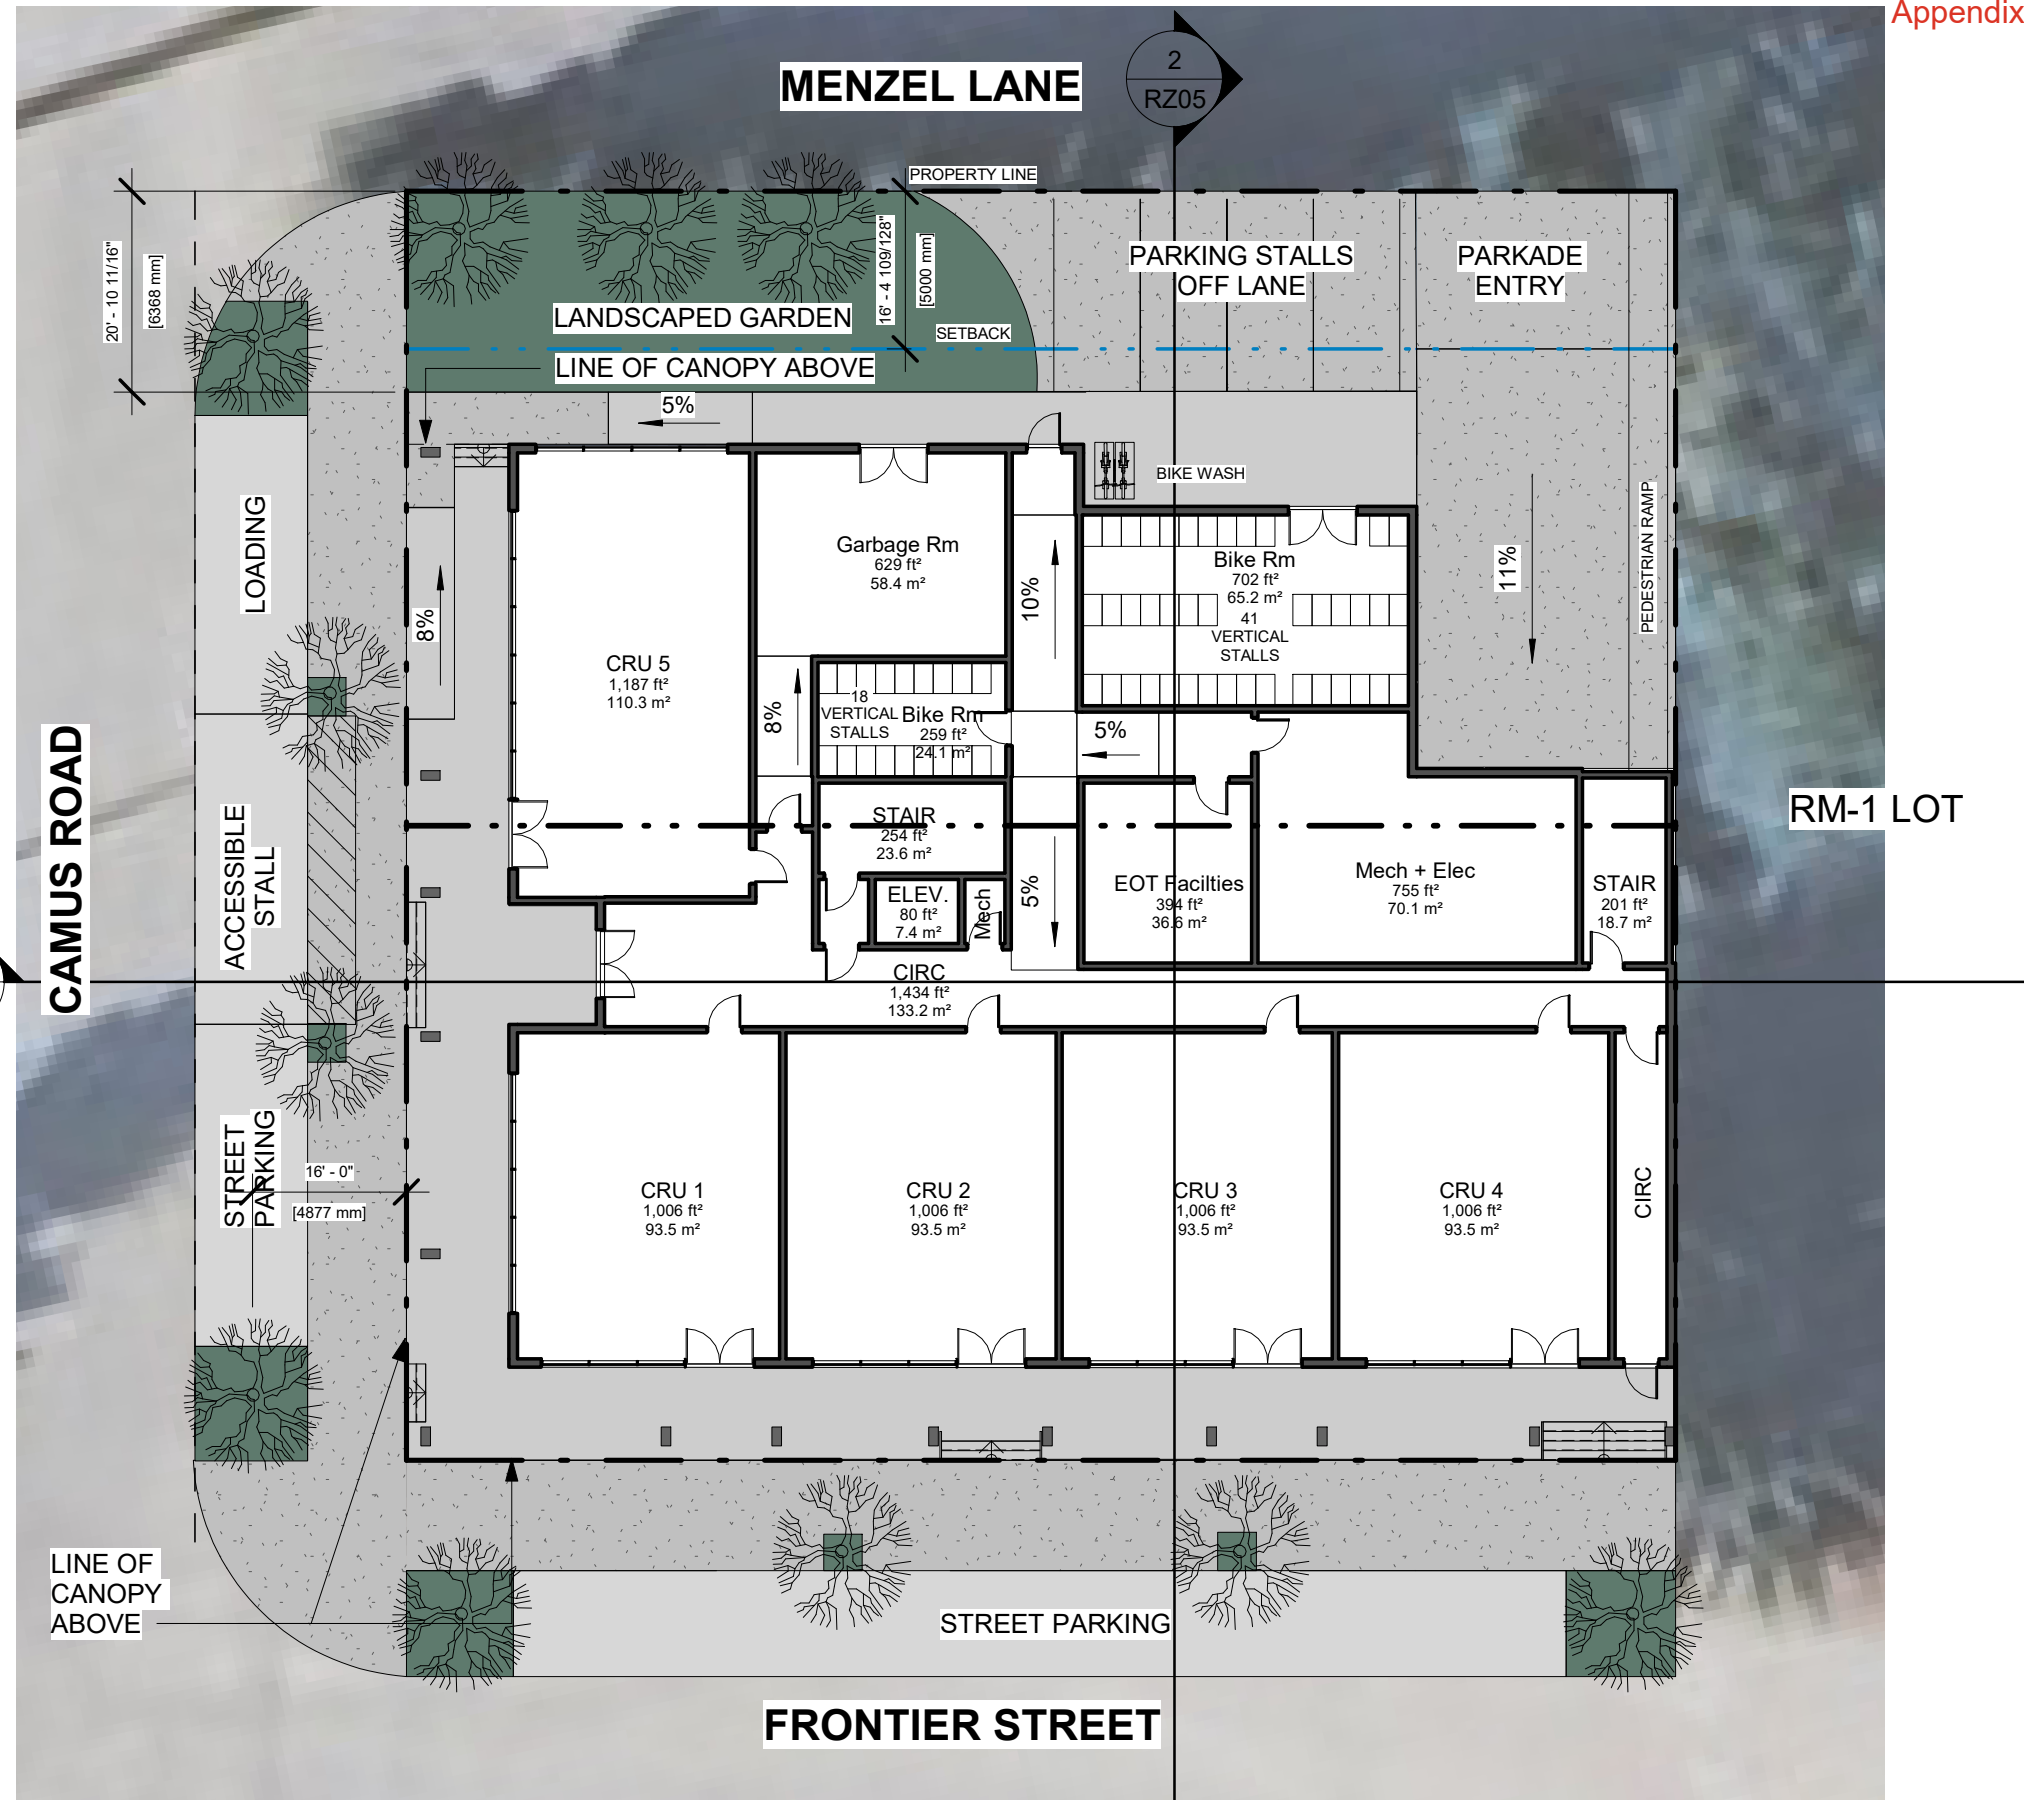 Appendix
MENZEL LANE
2
RZ05
PROPERTY LINE
20' - 10 11/16"
[6368 mm]
16' - 4 109/128"
[5000 mm]
PARKING STALLS
OFF LANE
PARKADE
ENTRY
LANDSCAPED GARDEN
SETBACK
LINE OF CANOPY ABOVE
5%
BIKE WASH
LOADING
8%
Garbage Rm
629 ft²
58.4 m²
10%
Bike Rm
702 ft²
65.2 m²
41
VERTICAL
STALLS
11%
PEDESTRIAN RAMP
CRU 5
1,187 ft²
110.3 m²
8%
18
VERTICAL
STALLS
Bike Rm
259 ft²
24.1 m²
5%
CAMUS ROAD
ACCESSIBLE
STALL
STAIR
254 ft²
23.6 m²
RM-1 LOT
ELEV.
80 ft²
7.4 m²
Mech
5%
EOT Facilties
394 ft²
36.6 m²
Mech + Elec
755 ft²
70.1 m²
STAIR
201 ft²
18.7 m²
CIRC
1,434 ft²
133.2 m²
STREET
PARKING
16' - 0"
[4877 mm]
CRU 1
1,006 ft²
93.5 m²
CRU 2
1,006 ft²
93.5 m²
CRU 3
1,006 ft²
93.5 m²
CRU 4
1,006 ft²
93.5 m²
CIRC
LINE OF
CANOPY
ABOVE
STREET PARKING
FRONTIER STREET